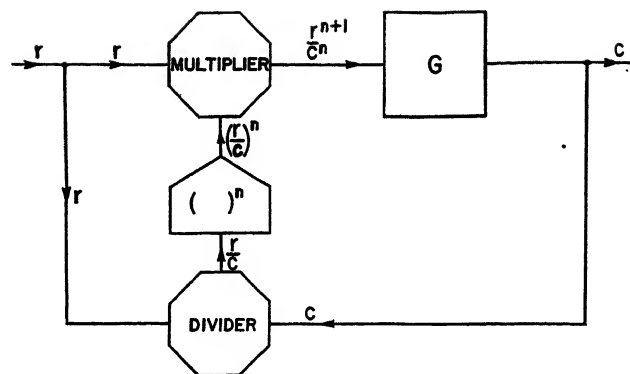 r
r
MULTIPLIER
r^{n+1}/c^n
G
c
(r/c)^n
r
( )^n
r/c
DIVIDER
c